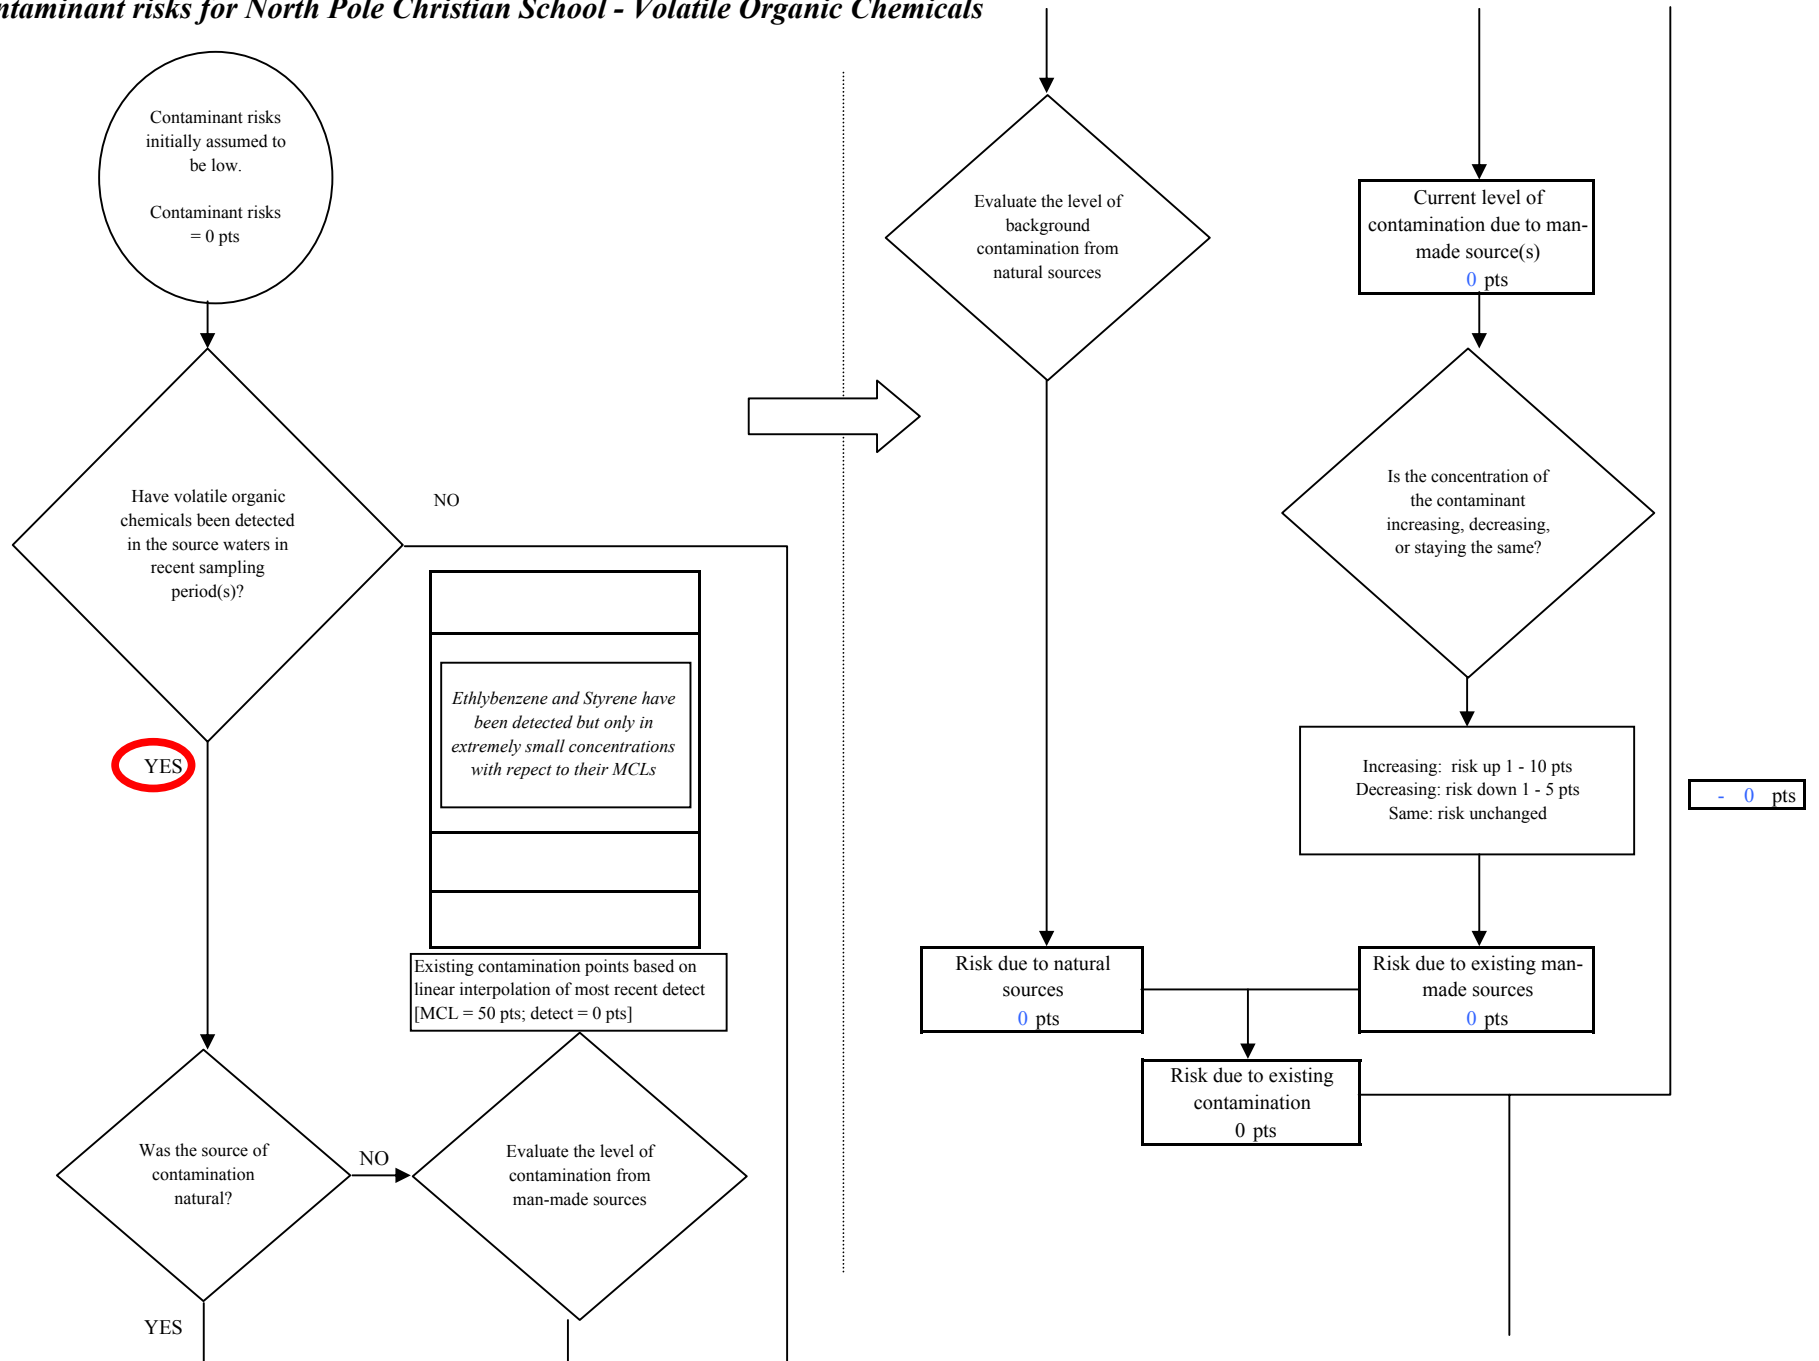 ntaminant risks for North Pole Christian School - Volatile Organic Chemicals
Contaminant risks
initially assumed to
be low.
Contaminant risks
= 0 pts
Have volatile organic
chemicals been detected
in the source waters in
recent sampling
period(s)?
NO
YES
Ethlybenzene and Styrene have
been detected but only in
extremely small concentrations
with repect to their MCLs
Existing contamination points based on
linear interpolation of most recent detect
[MCL = 50 pts; detect = 0 pts]
Was the source of
contamination
natural?
NO
Evaluate the level of
contamination from
man-made sources
YES
Evaluate the level of
background
contamination from
natural sources
Current level of
contamination due to man-
made source(s)
0 pts
Is the concentration of
the contaminant
increasing, decreasing,
or staying the same?
Increasing: risk up 1 - 10 pts
Decreasing: risk down 1 - 5 pts
Same: risk unchanged
- 0 pts
Risk due to natural
sources
0 pts
Risk due to existing man-
made sources
0 pts
Risk due to existing
contamination
0 pts